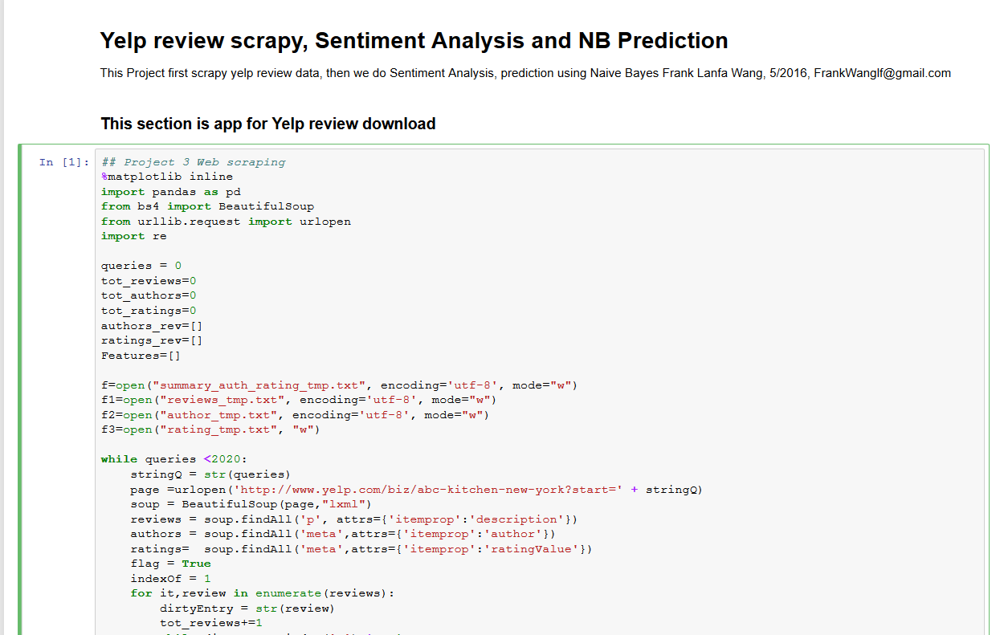 Yelp review scrapy, Sentiment Analysis and NB Prediction
This Project first scrapy yelp review data, then we do Sentiment Analysis, prediction using Naive Bayes Frank Lanfa Wang, 5/2016, FrankWanglf@gmail.com
This section is app for Yelp review download
In [1]: ## Project 3 Web scraping
%matplotlib inline
import pandas as pd
from bs4 import BeautifulSoup
from urllib.request import urlopen
import re
queries = 0
tot_reviews=0
tot_authors=0
tot_ratings=0
authors_rev=[]
ratings_rev=[]
Features=[]
f=open("summary_auth_rating_tmp.txt", encoding='utf-8', mode="w")
f1=open("reviews_tmp.txt", encoding='utf-8', mode="w")
f2=open("author_tmp.txt", encoding='utf-8', mode="w")
f3=open("rating_tmp.txt", "w")
while queries <2020:
    stringQ = str(queries)
    page =urlopen('http://www.yelp.com/biz/abc-kitchen-new-york?start=' + stringQ)
    soup = BeautifulSoup(page,"lxml")
    reviews = soup.findAll('p', attrs={'itemprop':'description'})
    authors = soup.findAll('meta',attrs={'itemprop':'author'})
    ratings=  soup.findAll('meta',attrs={'itemprop':'ratingValue'})
    flag = True
    indexOf = 1
    for it,review in enumerate(reviews):
        dirtyEntry = str(review)
        tot_reviews+=1